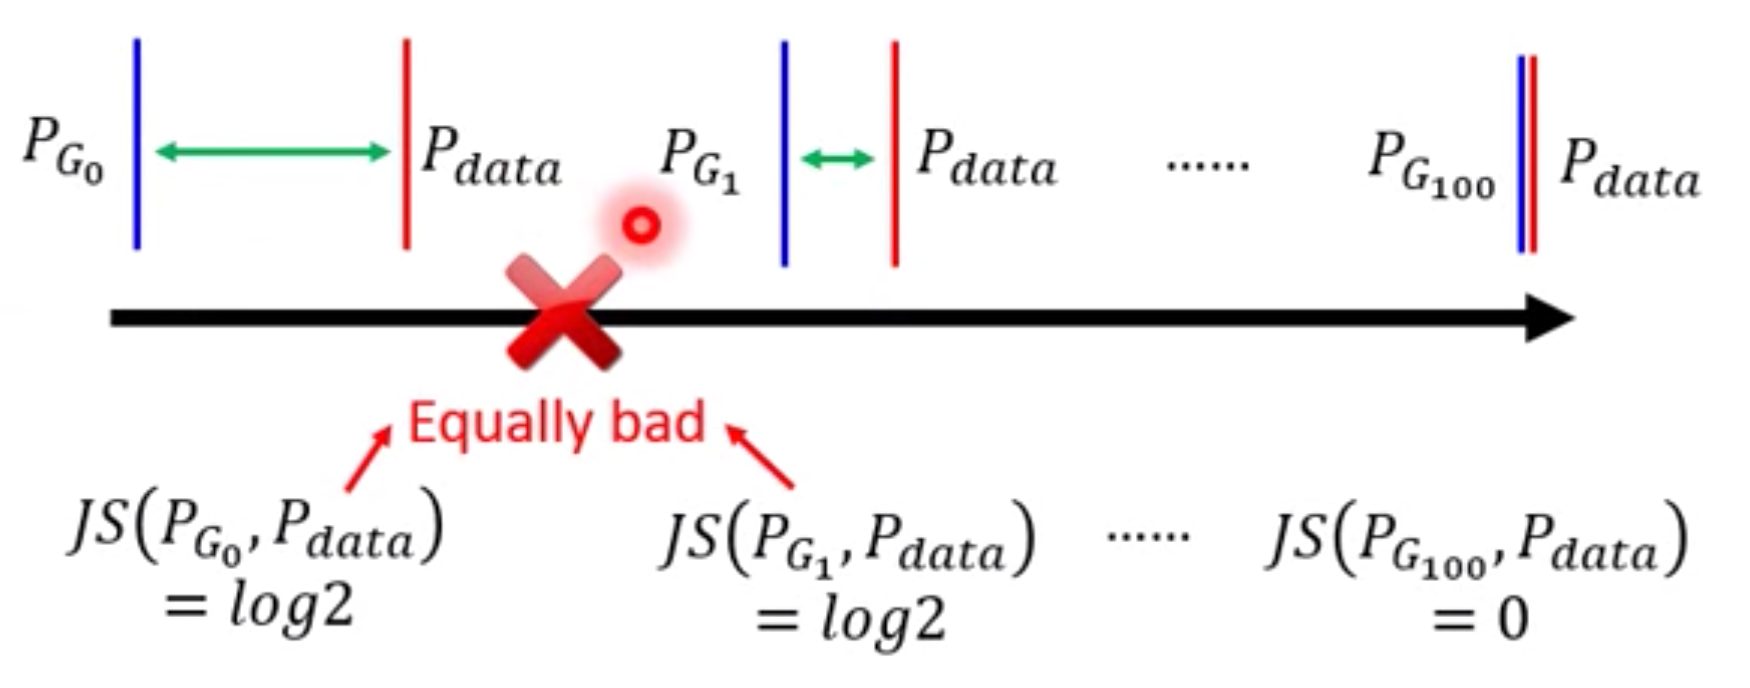 P_{G_0} P_{data} P_{G_1} P_{data} ...... P_{G_{100}} P_{data}
Equally bad
JS(P_{G_0}, P_{data}) JS(P_{G_1}, P_{data}) ...... JS(P_{G_{100}}, P_{data})
= log2 = log2 = 0